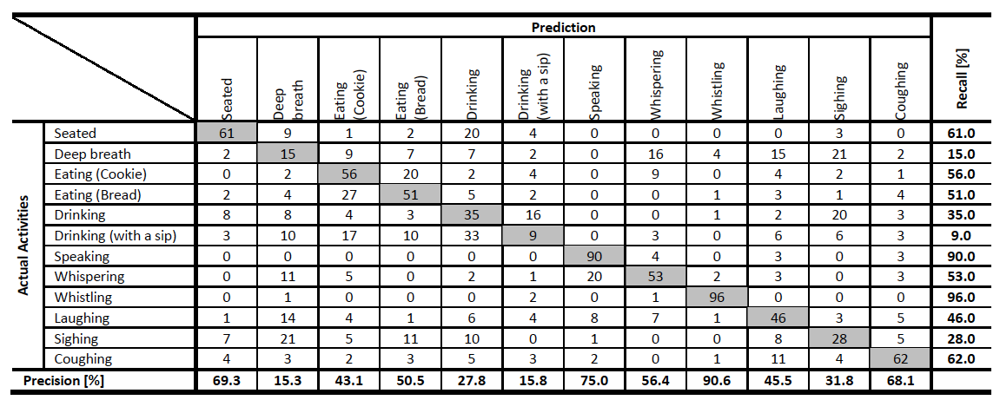 Prediction
Seated Deep breath Eating (Cookie) Eating (Bread) Drinking Drinking (with a sip) Speaking Whispering Whistling Laughing Sighing Coughing Recall [%]
Actual Activities
Seated 61 9 1 2 20 4 0 0 0 0 3 0 61.0
Deep breath 2 15 9 7 7 2 0 16 4 15 21 2 15.0
Eating (Cookie) 0 2 56 20 2 4 0 9 0 4 2 1 56.0
Eating (Bread) 2 4 27 51 5 2 0 0 1 3 1 4 51.0
Drinking 8 8 4 3 35 16 0 0 1 2 20 3 35.0
Drinking (with a sip) 3 10 17 10 33 9 0 3 0 6 6 3 9.0
Speaking 0 0 0 0 0 0 90 4 0 3 0 3 90.0
Whispering 0 11 5 0 2 1 20 53 2 3 0 3 53.0
Whistling 0 1 0 0 0 2 0 1 96 0 0 0 96.0
Laughing 1 14 4 1 6 4 8 7 1 46 3 5 46.0
Sighing 7 21 5 11 10 0 1 0 0 8 28 5 28.0
Coughing 4 3 2 3 5 3 2 0 1 11 4 62 62.0
Precision [%] 69.3 15.3 43.1 50.5 27.8 15.8 75.0 56.4 90.6 45.5 31.8 68.1